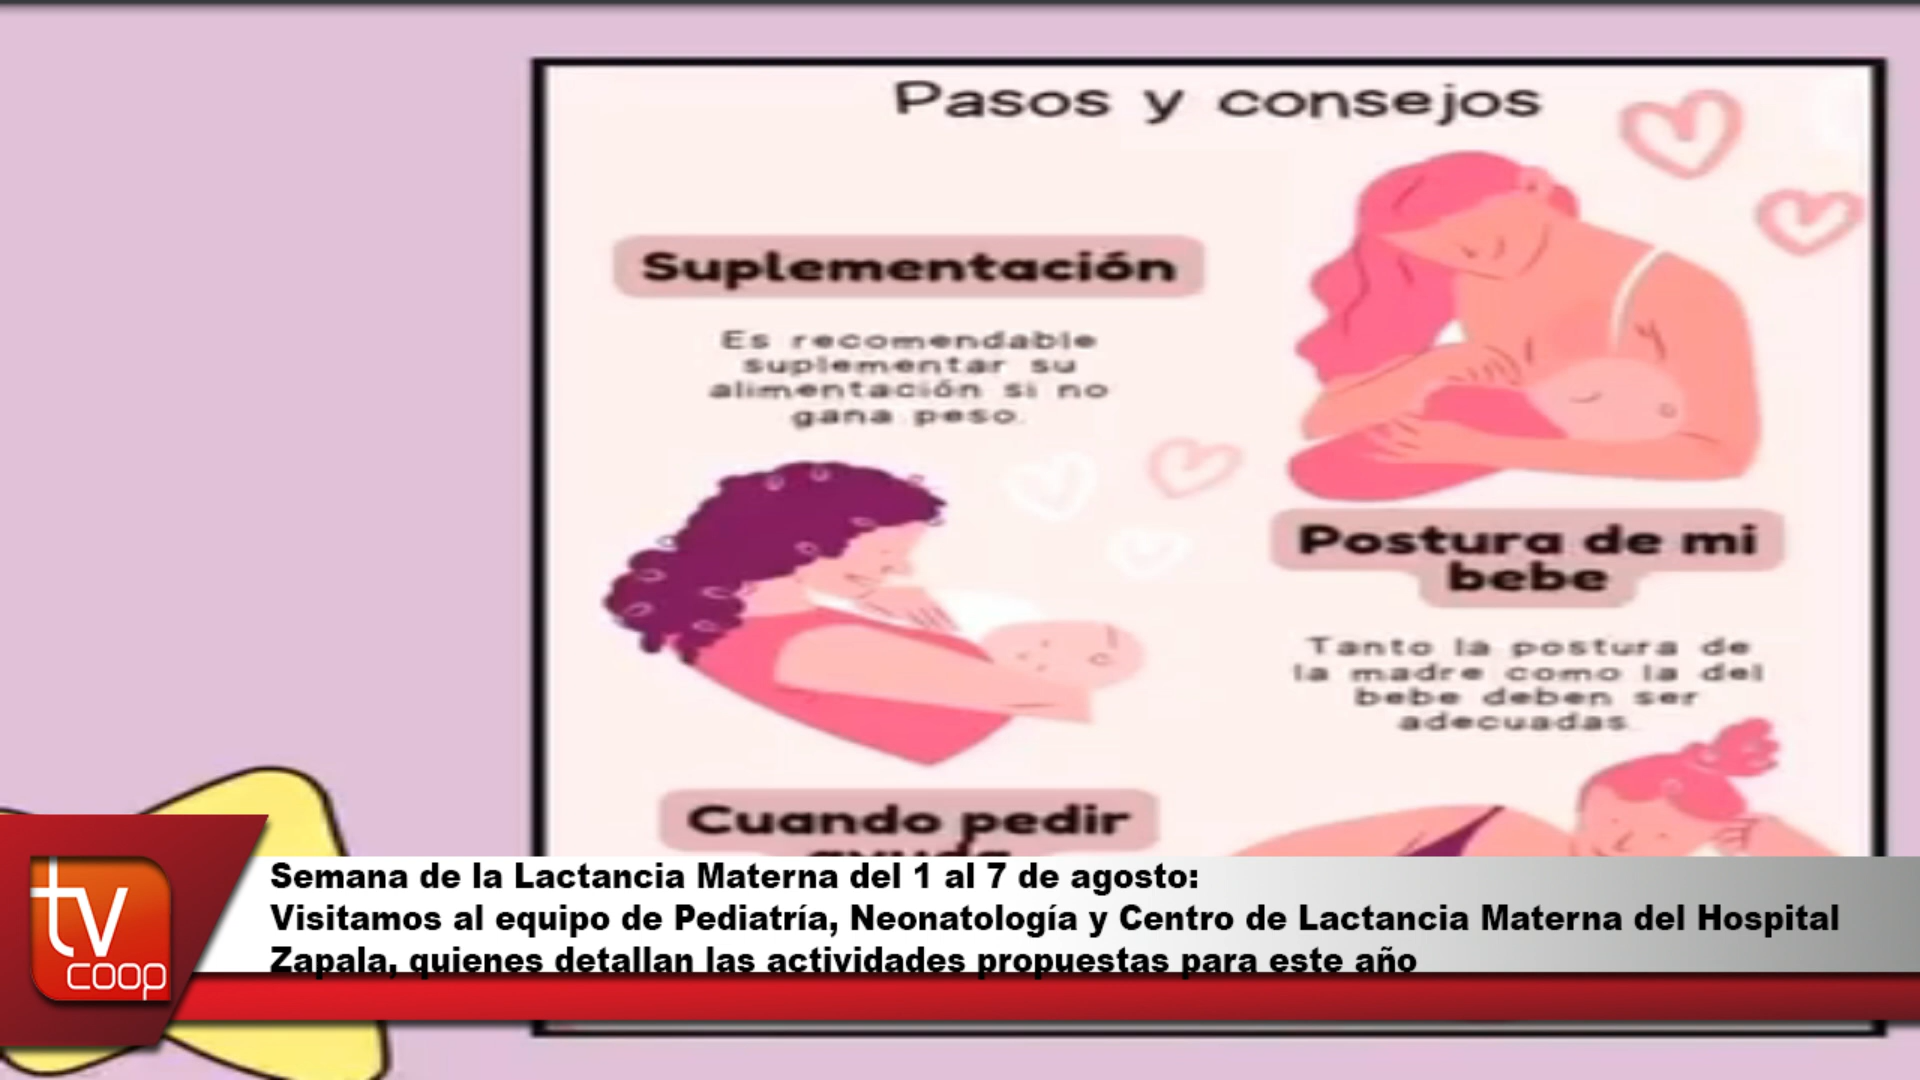 Pasos y consejos
Suplementación
Es recomendable
suplementar su
alimentación si no
gana peso.
Postura de mi
bebe
Tanto la postura de
la madre como la del
bebe deben ser
adecuadas.
Cuando pedir
ayuda
Semana de la Lactancia Materna del 1 al 7 de agosto:
Visitamos al equipo de Pediatría, Neonatología y Centro de Lactancia Materna del Hospital
Zapala, quienes detallan las actividades propuestas para este año
tv
coop